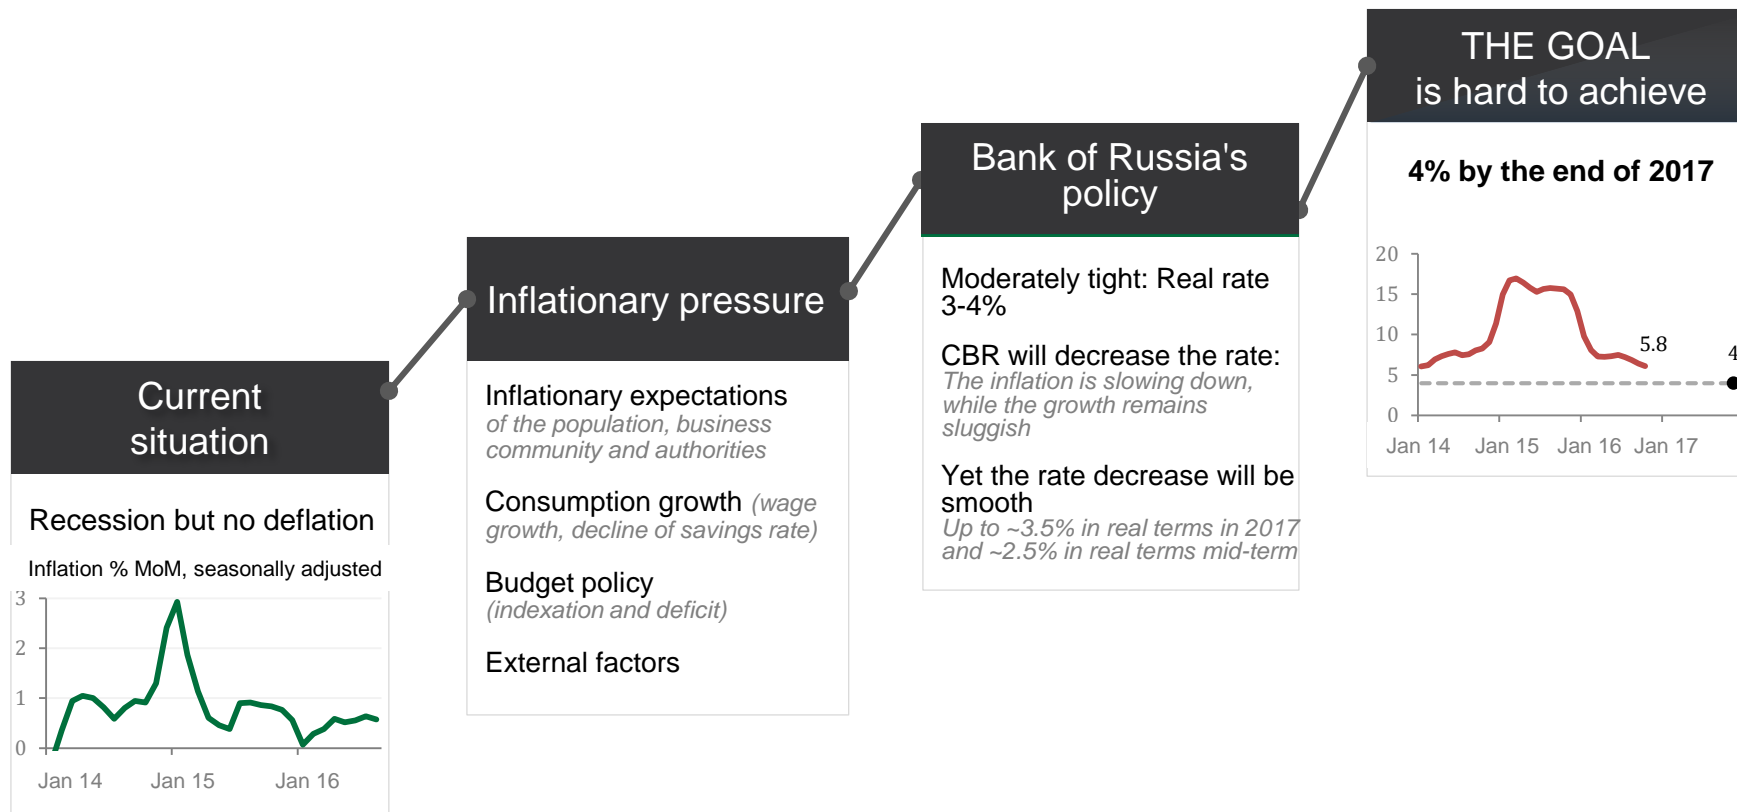 Current
situation
Recession but no deflation
Inflation % MoM, seasonally adjusted
3
2
1
0
Jan 14
Jan 15
Jan 16
Inflationary pressure
Inflationary expectations
of the population, business
community and authorities
Consumption growth (wage
growth, decline of savings rate)
Budget policy
(indexation and deficit)
External factors
Bank of Russia's
policy
Moderately tight: Real rate
3-4%
CBR will decrease the rate:
The inflation is slowing down,
while the growth remains
sluggish
Yet the rate decrease will be
smooth
Up to ~3.5% in real terms in 2017
and ~2.5% in real terms mid-term
THE GOAL
is hard to achieve
4% by the end of 2017
20
15
10
5
0
5.8
4
Jan 14
Jan 15
Jan 16
Jan 17